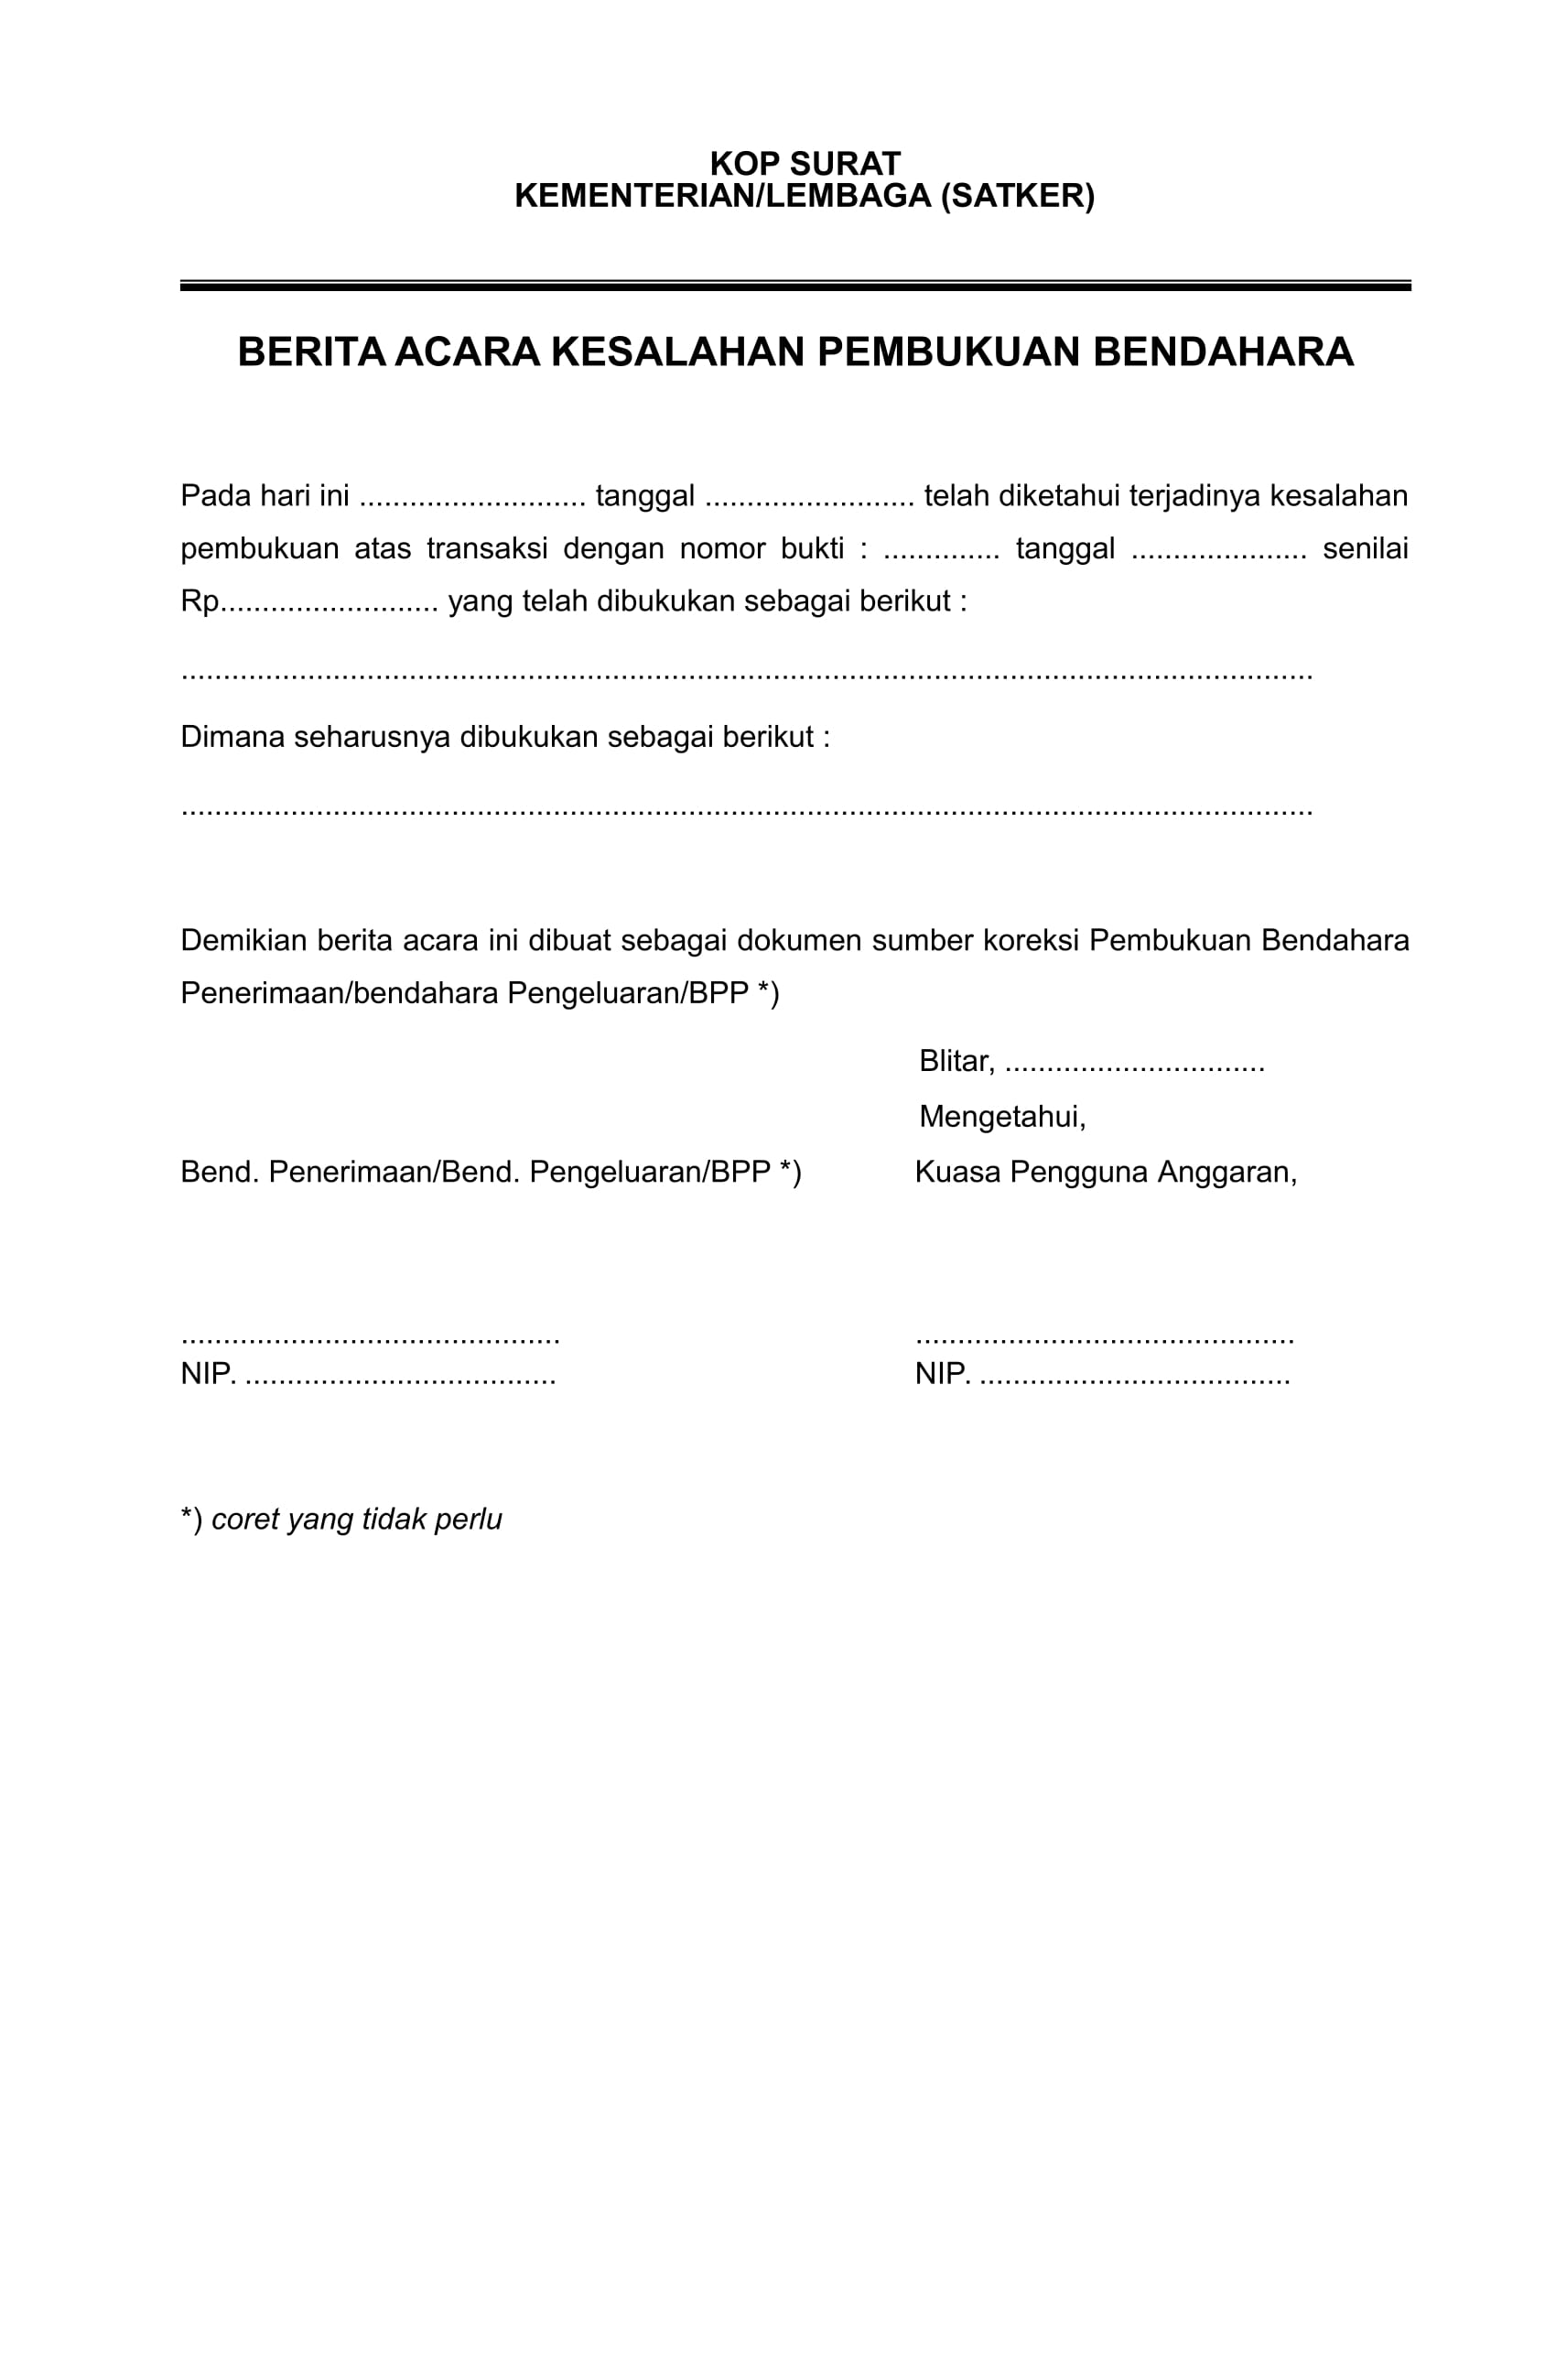 KOP SURAT
KEMENTERIAN/LEMBAGA (SATKER)
BERITA ACARA KESALAHAN PEMBUKUAN BENDAHARA
Pada hari ini ........................... tanggal ......................... telah diketahui terjadinya kesalahan
pembukuan atas transaksi dengan nomor bukti : .............. tanggal ..................... senilai
Rp.......................... yang telah dibukukan sebagai berikut :
......................................................................................................................................
Dimana seharusnya dibukukan sebagai berikut :
......................................................................................................................................
Demikian berita acara ini dibuat sebagai dokumen sumber koreksi Pembukuan Bendahara
Penerimaan/bendahara Pengeluaran/BPP *)
Blitar, ...............................
Mengetahui,
Bend. Penerimaan/Bend. Pengeluaran/BPP *) Kuasa Pengguna Anggaran,
............................................. .............................................
NIP. ..................................... NIP. .....................................
*) coret yang tidak perlu